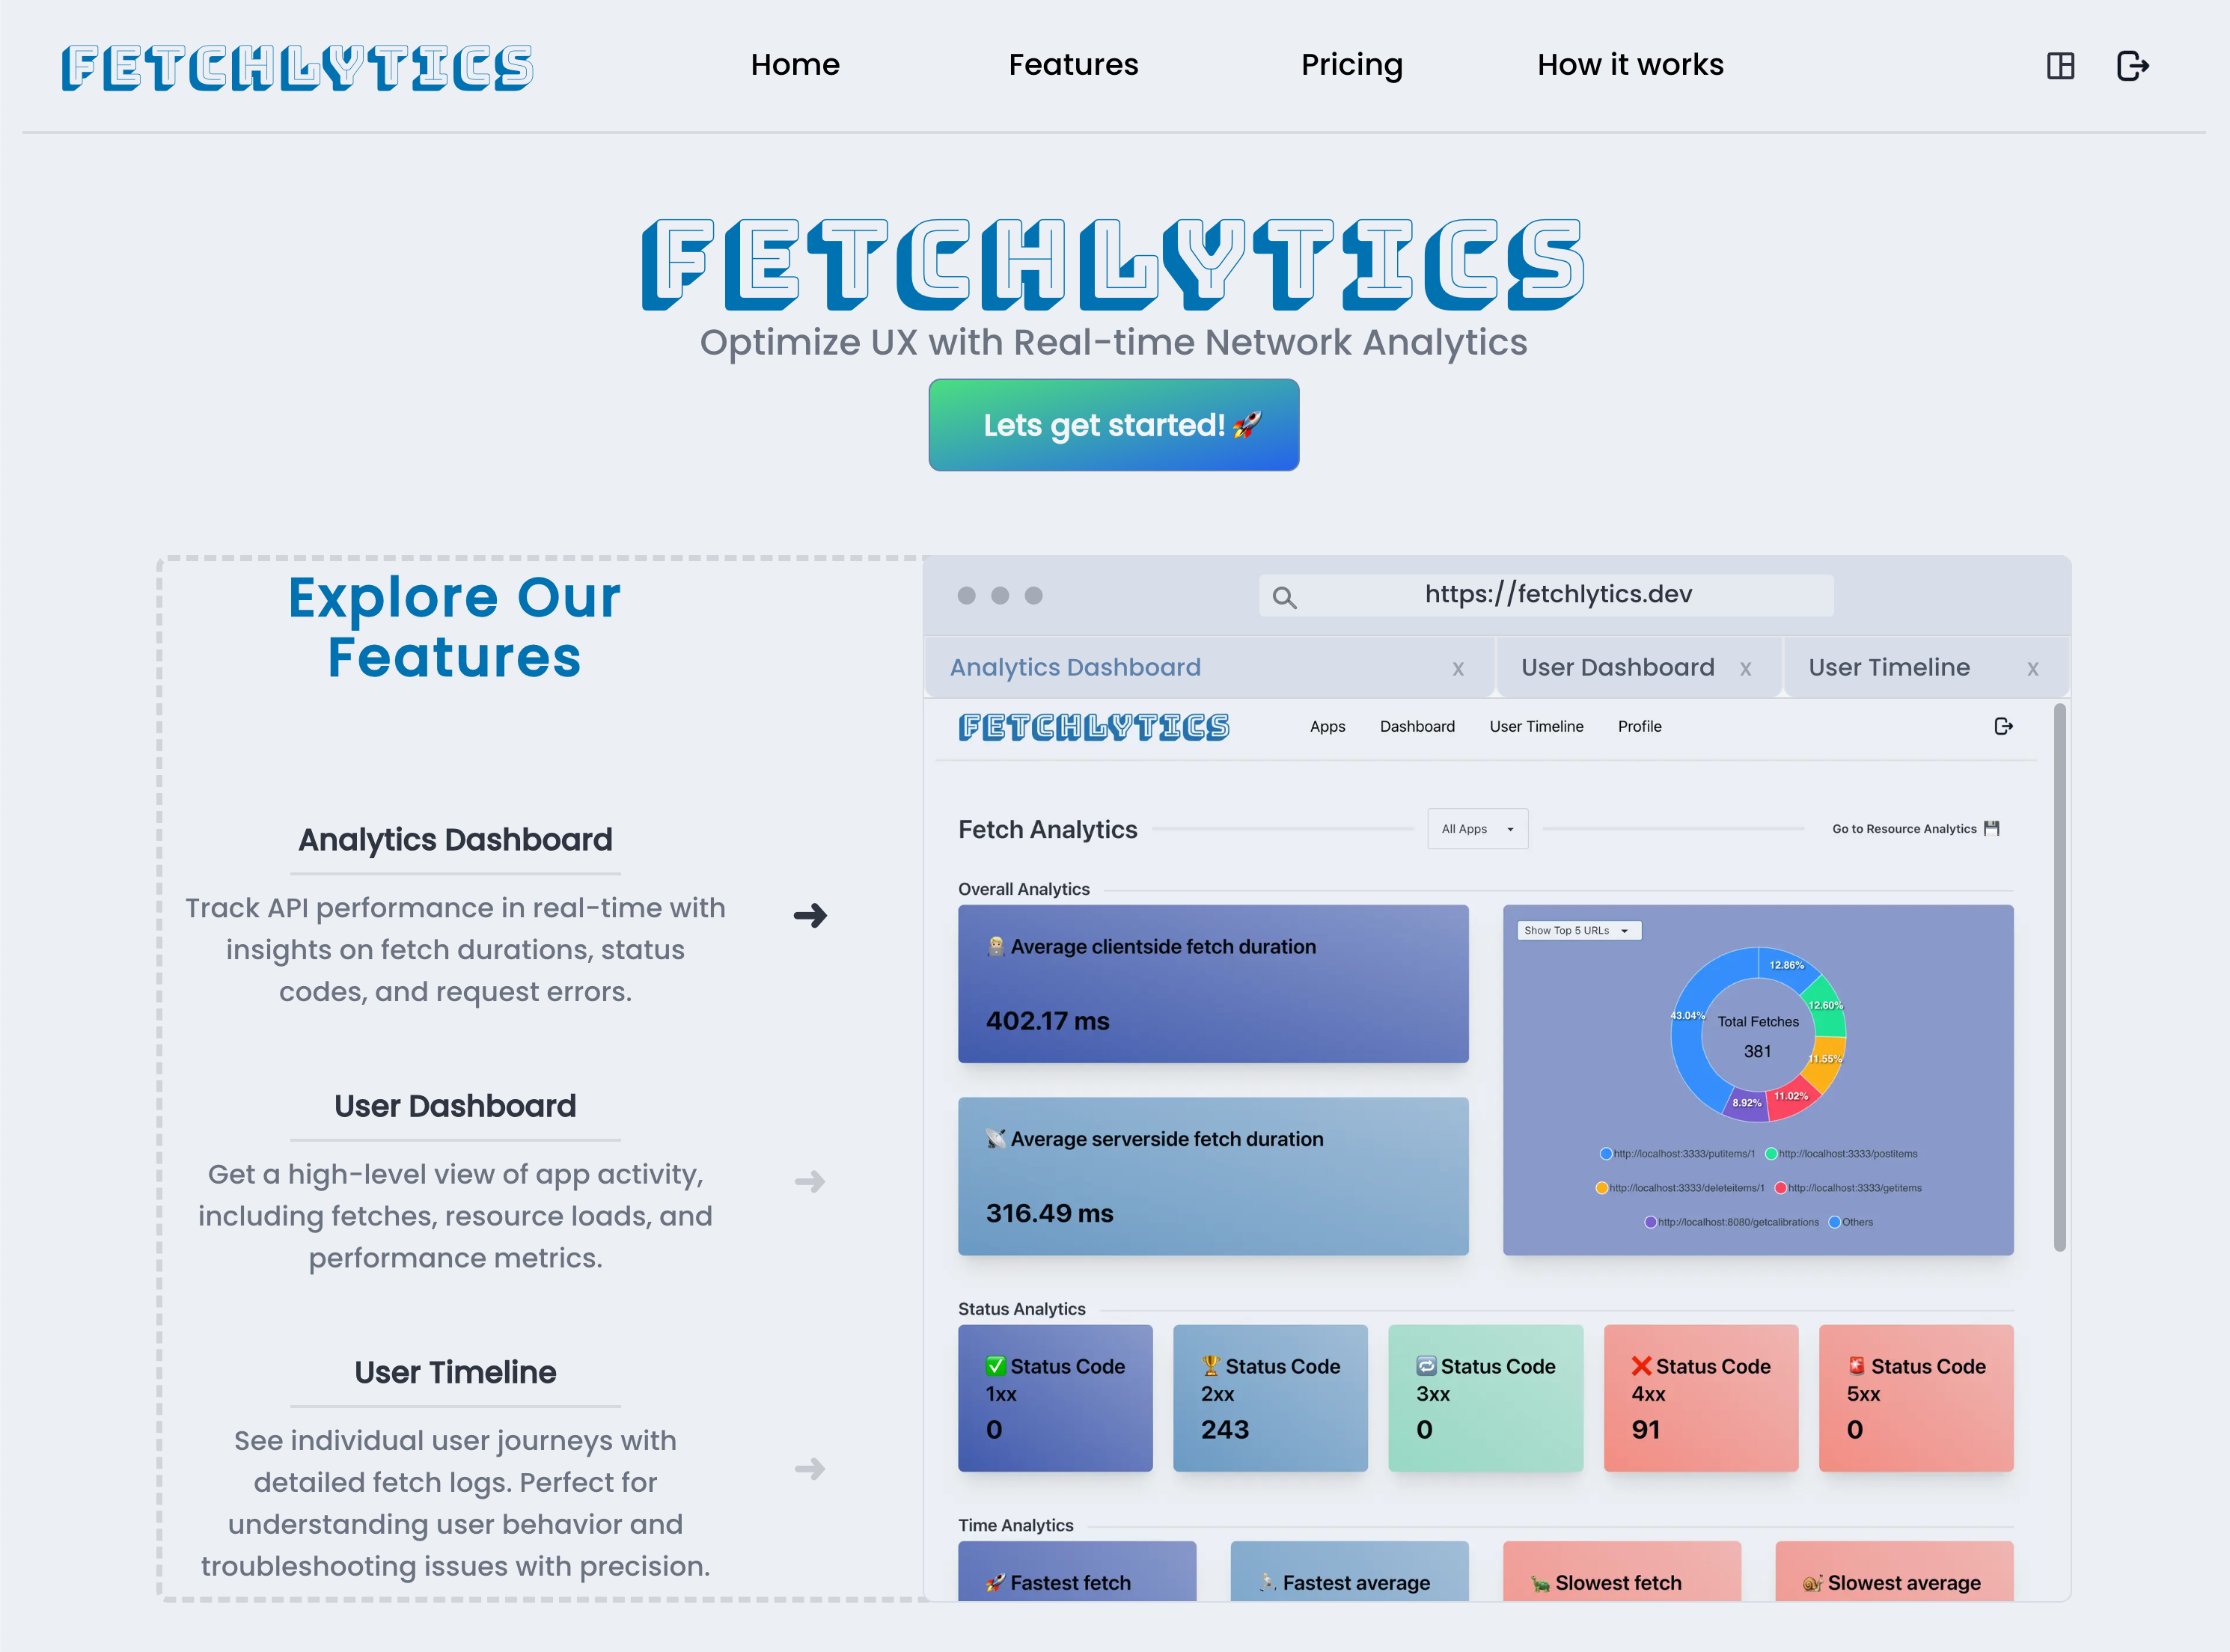 FETCHLYTICS
Home Features Pricing How it works
FETCHLYTICS
Optimize UX with Real-time Network Analytics
Lets get started! 🚀
Explore Our
Features
Analytics Dashboard
Track API performance in real-time with
insights on fetch durations, status
codes, and request errors.
User Dashboard
Get a high-level view of app activity,
including fetches, resource loads, and
performance metrics.
User Timeline
See individual user journeys with
detailed fetch logs. Perfect for
understanding user behavior and
troubleshooting issues with precision.
https://fetchlytics.dev
Analytics Dashboard x User Dashboard x User Timeline x
FETCHLYTICS Apps Dashboard User Timeline Profile
Fetch Analytics All Apps Go to Resource Analytics 💾
Overall Analytics
Average clientside fetch duration
402.17 ms
📡 Average serverside fetch duration
316.49 ms
Show Top 5 URLs
12.86%
12.60%
43.04%
Total Fetches
381
11.55%
11.02%
8.92%
http://localhost:3333/putitems/1 http://localhost:3333/postitems
http://localhost:3333/deleteitems/1 http://localhost:3333/getitems
http://localhost:8080/getcalibrations Others
Status Analytics
✅ Status Code
1xx
0
🏆 Status Code
2xx
243
🔁 Status Code
3xx
0
❌ Status Code
4xx
91
🚨 Status Code
5xx
0
Time Analytics
🚀 Fastest fetch
Fastest average
🐢 Slowest fetch
🐌 Slowest average